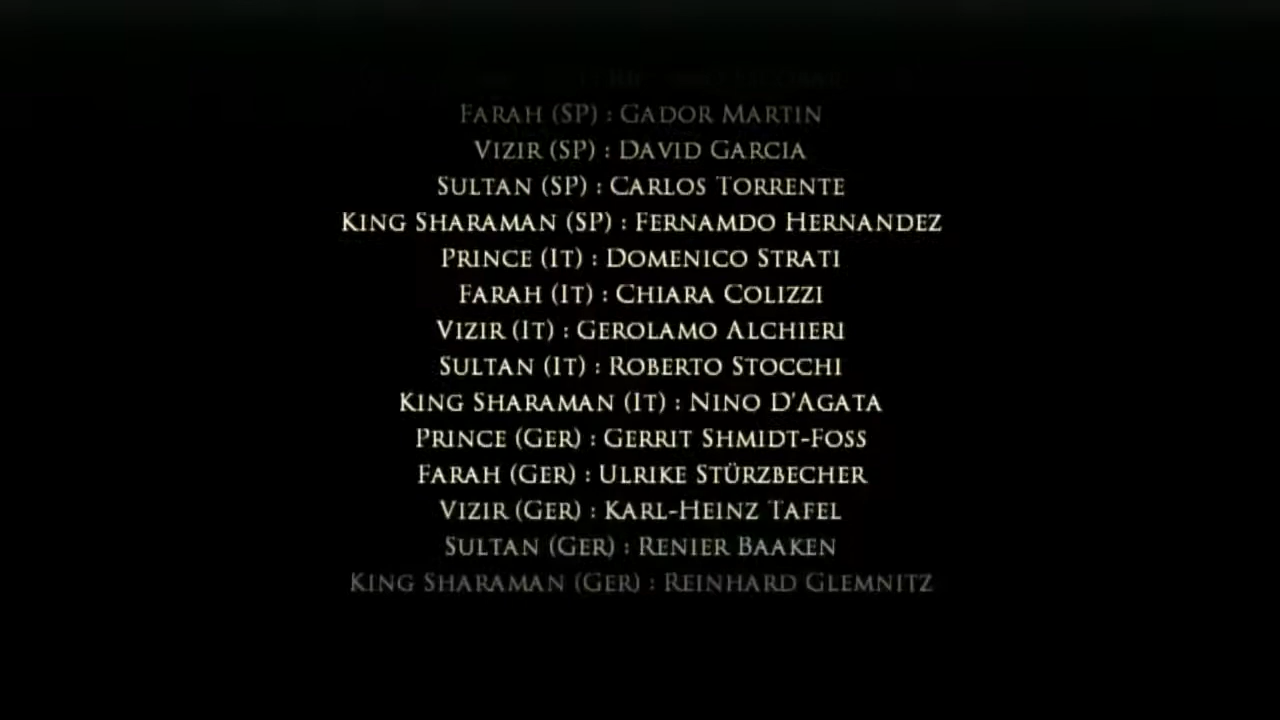 Farah (SP) : Gador Martin
Vizir (SP) : David Garcia
Sultan (SP) : Carlos Torrente
King Sharaman (SP) : Fernamdo Hernandez
Prince (It) : Domenico Strati
Farah (It) : Chiara Colizzi
Vizir (It) : Gerolamo Alchieri
Sultan (It) : Roberto Stocchi
King Sharaman (It) : Nino D'Agata
Prince (Ger) : Gerrit Shmidt-Foss
Farah (Ger) : Ulrike Stürzbecher
Vizir (Ger) : Karl-Heinz Tafel
Sultan (Ger) : Renier Baaken
King Sharaman (Ger) : Reinhard Glemnitz